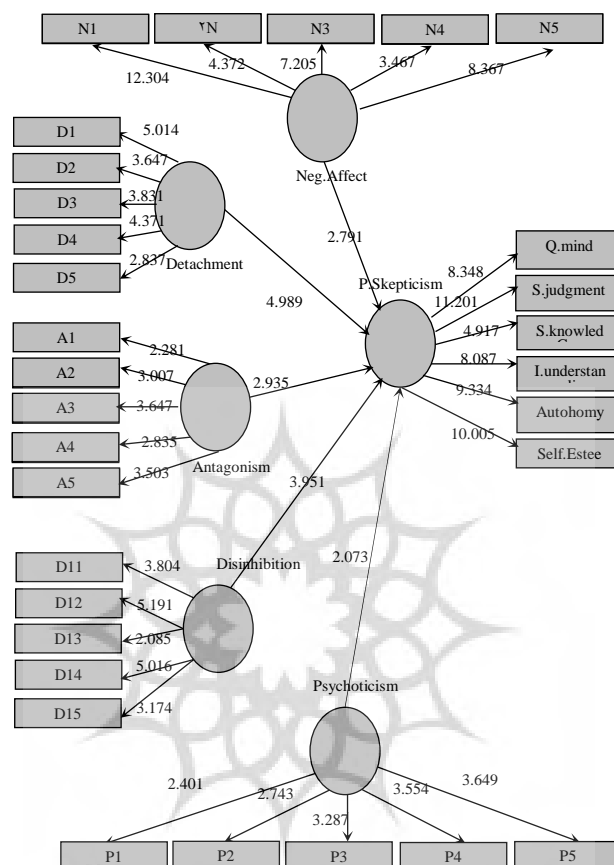 N1
۲N
N3
N4
N5
12.304
4.372
7.205
3.467
8.367
Neg.Affect
D1
D2
D3
D4
D5
5.014
3.647
3.831
4.371
2.837
Detachment
2.791
4.989
P.Skepticism
Q.mind
S.judgment
S.knowled
I.understan
Autohomy
Self.Estee
8.348
11.201
4.917
8.087
9.334
10.005
A1
A2
A3
A4
A5
2.281
3.007
3.647
2.835
3.503
Antagonism
2.935
3.951
Disinhibition
2.073
D11
D12
D13
D14
D15
3.804
5.191
2.085
5.016
3.174
Psychoticism
2.401
2.743
3.287
3.554
3.649
P1
P2
P3
P4
P5